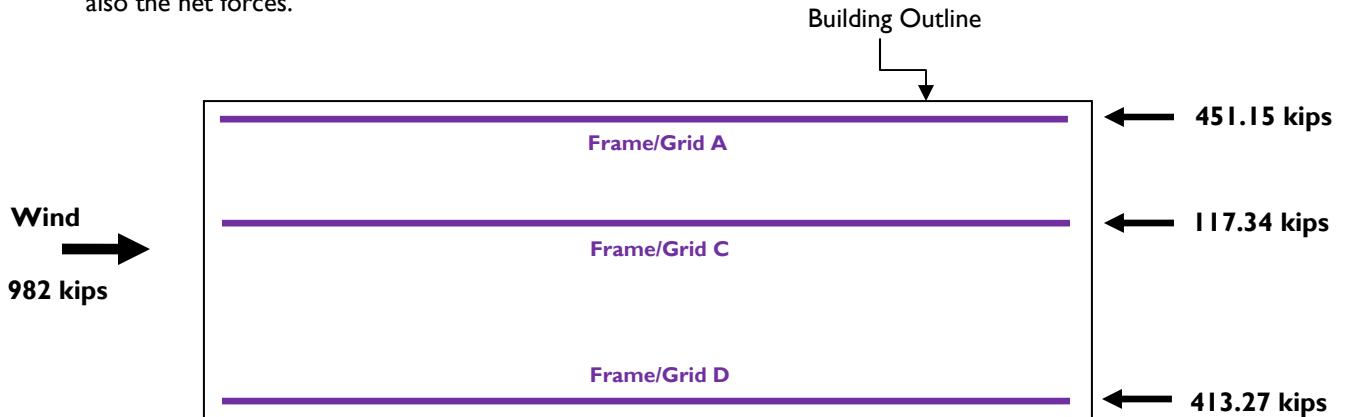 also the net forces.
Building Outline
451.15 kips
Frame/Grid A
Wind
117.34 kips
Frame/Grid C
982 kips
Frame/Grid D
413.27 kips